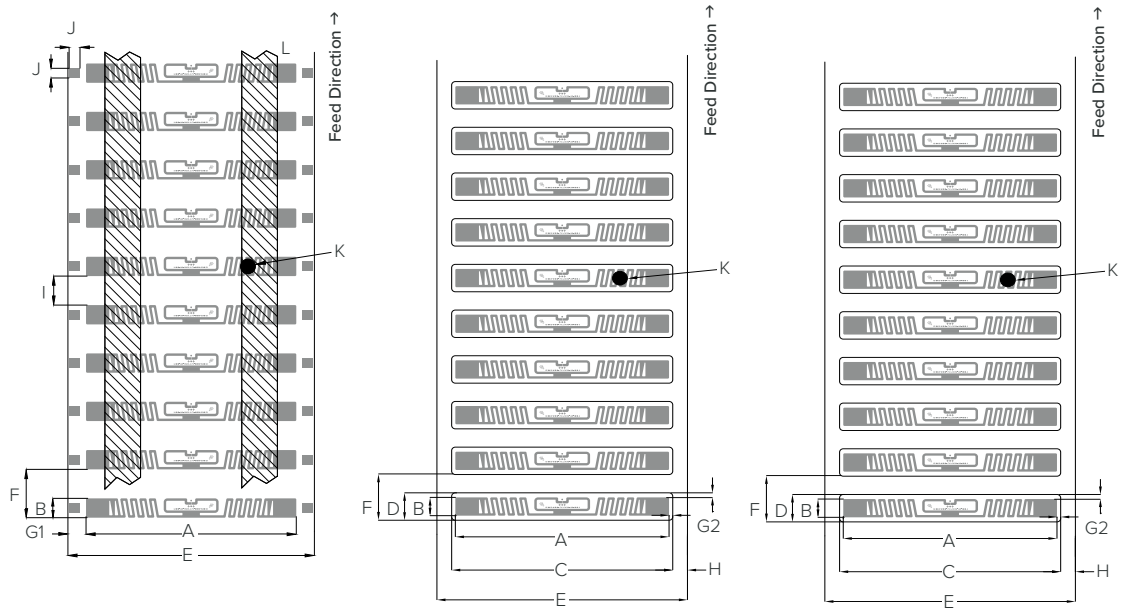 J
J
L
Feed Direction →
K
I
F
B
G1
A
E
Feed Direction →
K
F
D
B
G2
A
C
H
E
Feed Direction →
K
F
D
B
G2
A
C
H
E